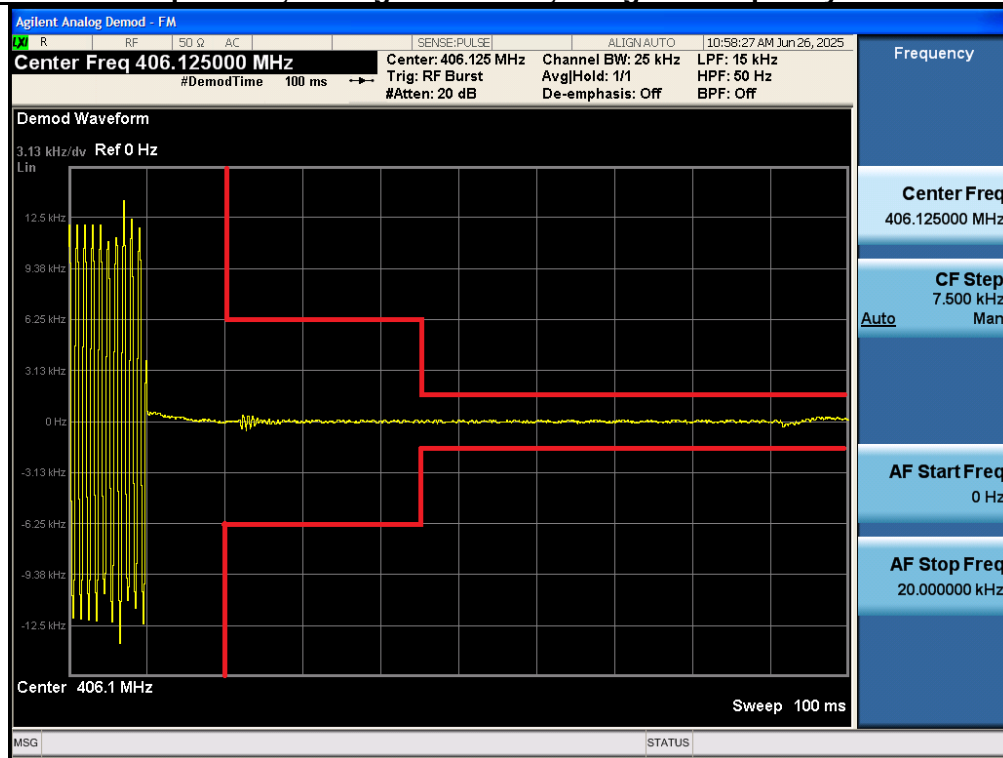 Agilent Analog Demod - FM
LXI R RF 50 Ω AC SENSE:PULSE ALIGN AUTO 10:58:27 AM Jun 26, 2025
Center Freq 406.125000 MHz
#DemodTime 100 ms
Center: 406.125 MHz Channel BW: 25 kHz LPF: 15 kHz
Trig: RF Burst Avg|Hold: 1/1 HPF: 50 Hz
#Atten: 20 dB De-emphasis: Off BPF: Off
Demod Waveform
3.13 kHz/dv Ref 0 Hz
Lin
12.5 kHz
9.38 kHz
6.25 kHz
3.13 kHz
0 Hz
-3.13 kHz
-6.25 kHz
-9.38 kHz
-12.5 kHz
Center 406.1 MHz
Sweep 100 ms
MSG STATUS
Frequency
Center Freq
406.125000 MHz
CF Step
7.500 kHz
Auto Man
AF Start Freq
0 Hz
AF Stop Freq
20.000000 kHz